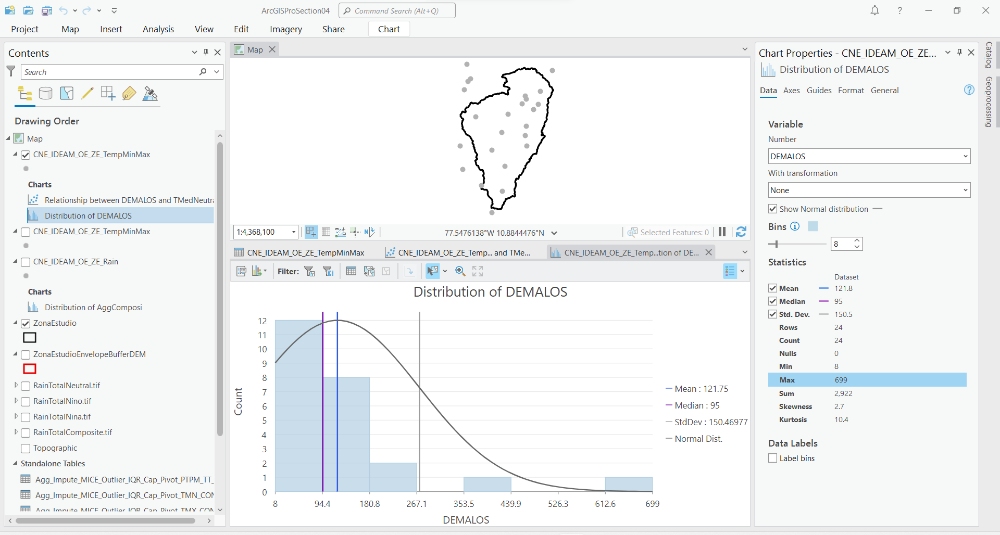 ArcGISProSection04
Command Search (Alt+Q)
?
Project
Map
Insert
Analysis
View
Edit
Imagery
Share
Chart
Contents
Search
Drawing Order
Map
CNE_IDEAM_OE_ZE_TempMinMax
Charts
Relationship between DEMALOS and TMedNeutra
Distribution of DEMALOS
CNE_IDEAM_OE_ZE_TempMinMax
CNE_IDEAM_OE_ZE_Rain
Charts
Distribution of AggComposi
ZonaEstudio
ZonaEstudioEnvelopeBufferDEM
RainTotalNeutral.tif
RainTotalNino.tif
RainTotalNina.tif
RainTotalComposite.tif
Topographic
Standalone Tables
Agg_Impute_MICE_Outlier_IQR_Cap_Pivot_PTPM_TT_
Agg_Impute_MICE_Outlier_IQR_Cap_Pivot_TMN_CON
Agg_Impute_MICE_Outlier_IQR_Cap_Pivot_TMX_CON
Map
1:4,368,100
77.5476138°W 10.8844476°N
Selected Features: 0
CNE_IDEAM_OE_ZE_TempMinMax
CNE_IDEAM_OE_ZE_Temp... and TMe...
CNE_IDEAM_OE_ZE_Temp...tion of DE...
Filter:
Distribution of DEMALOS
12
11
10
9
8
7
6
5
4
3
2
1
0
Count
8
94.4
180.8
267.1
353.5
439.9
526.3
612.6
699
DEMALOS
Mean : 121.75
Median : 95
StdDev : 150.46977
Normal Dist.
Chart Properties - CNE_IDEAM_OE_ZE...
Distribution of DEMALOS
Data
Axes
Guides
Format
General
?
Variable
Number
DEMALOS
With transformation
None
Show Normal distribution
Bins
8
Statistics
Dataset
Mean 121.8
Median 95
Std. Dev. 150.5
Rows 24
Count 24
Nulls 0
Min 8
Max 699
Sum 2,922
Skewness 2.7
Kurtosis 10.4
Data Labels
Label bins
Catalog
Geoprocessing